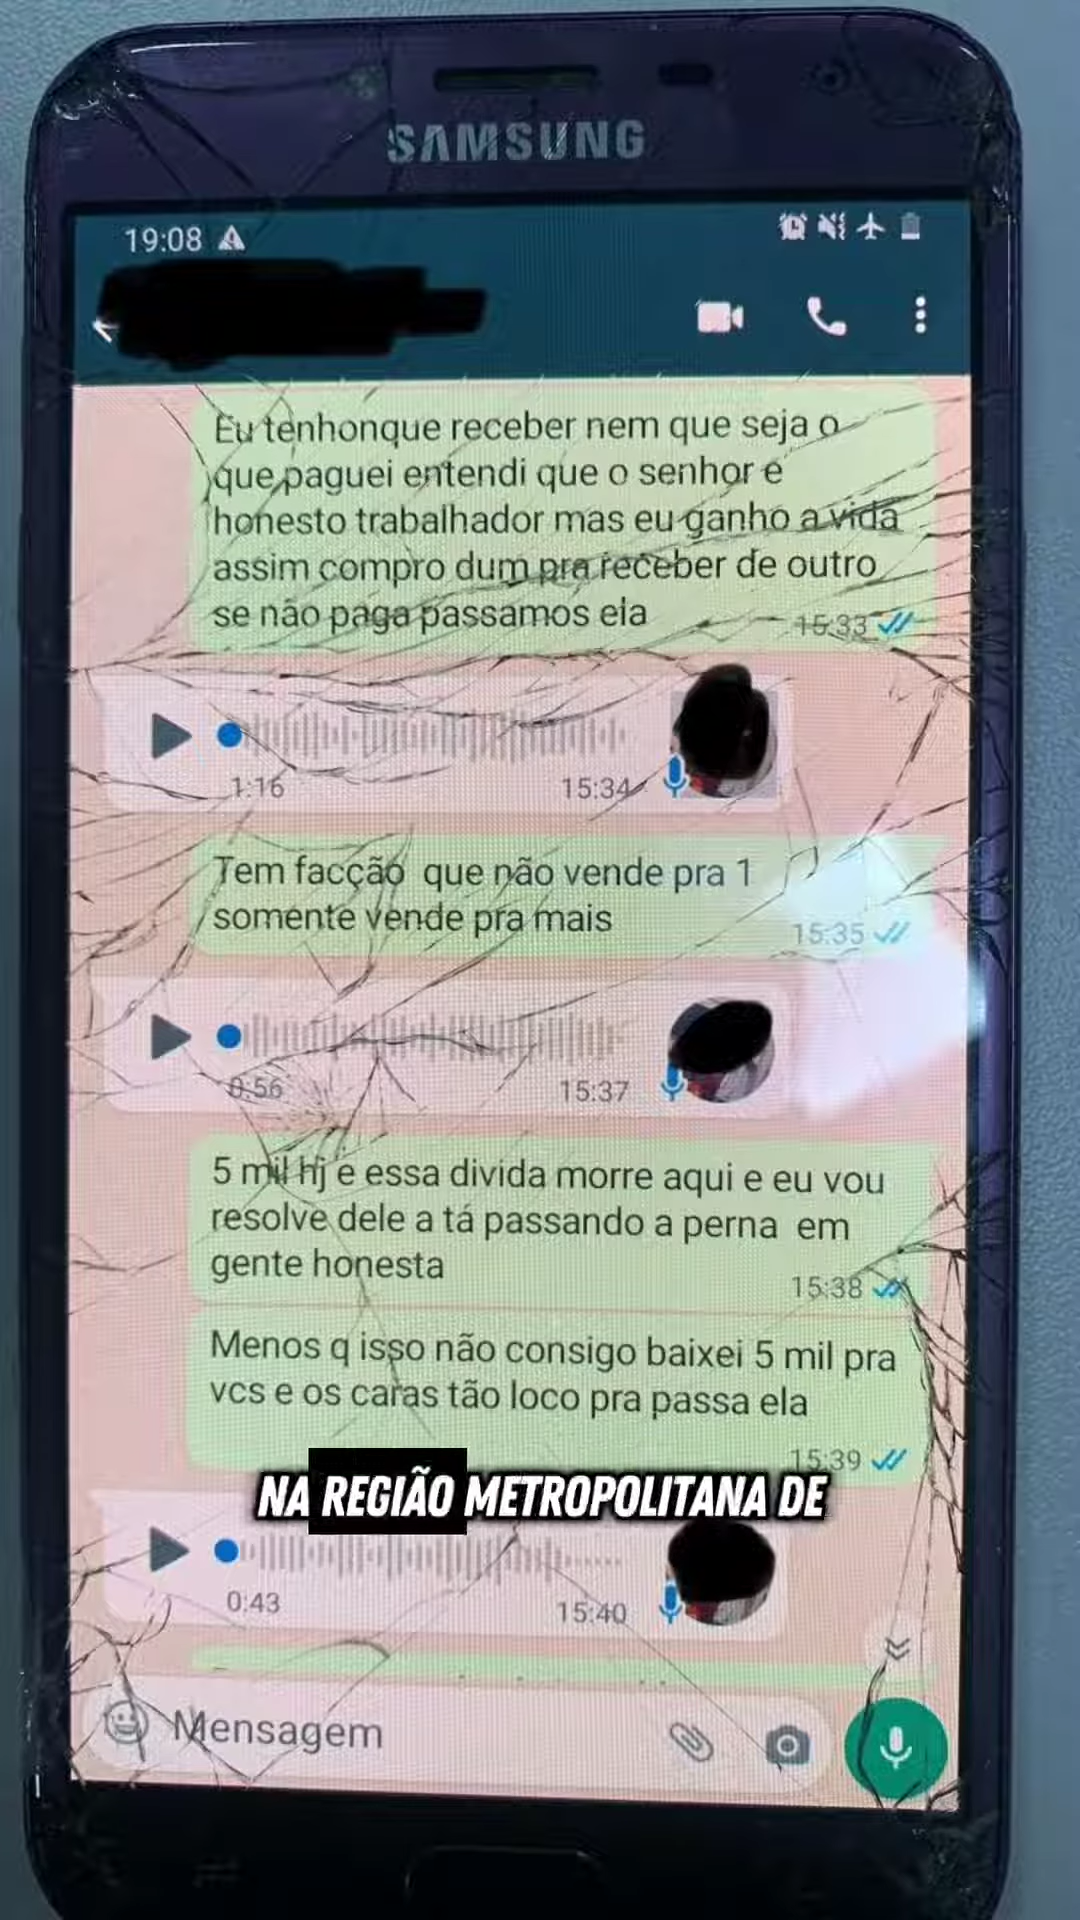 SAMSUNG
19:08
Eu tenhonque receber nem que seja o
que paguei entendi que o senhor e
honesto trabalhador mas eu ganho a vida
assim compro dum pra receber de outro
se não paga passamos ela
15:33
1:16 15:34
Tem facção que não vende pra 1
somente vende pra mais
15:35
0:56 15:37
5 mil hj e essa divida morre aqui e eu vou
resolve dele a tá passando a perna em
gente honesta
15:38
Menos q isso não consigo baixei 5 mil pra
vcs e os caras tão loco pra passa ela
15:39
NA REGIÃO METROPOLITANA DE
0:43 15:40
Mensagem